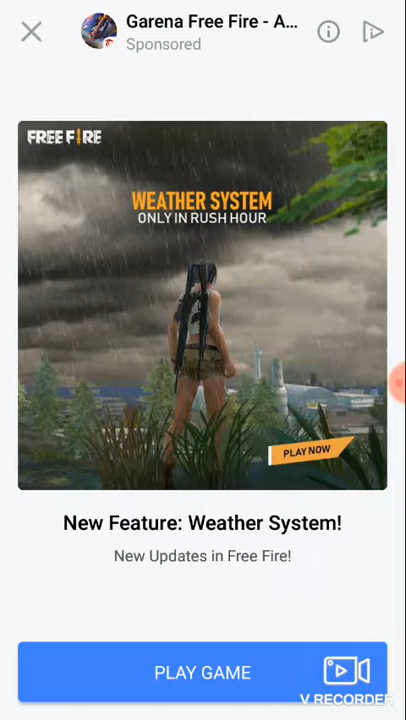 Garena Free Fire - A...
Sponsored
FREE FIRE
WEATHER SYSTEM
ONLY IN RUSH HOUR
PLAY NOW
New Feature: Weather System!
New Updates in Free Fire!
PLAY GAME
V RECORDER